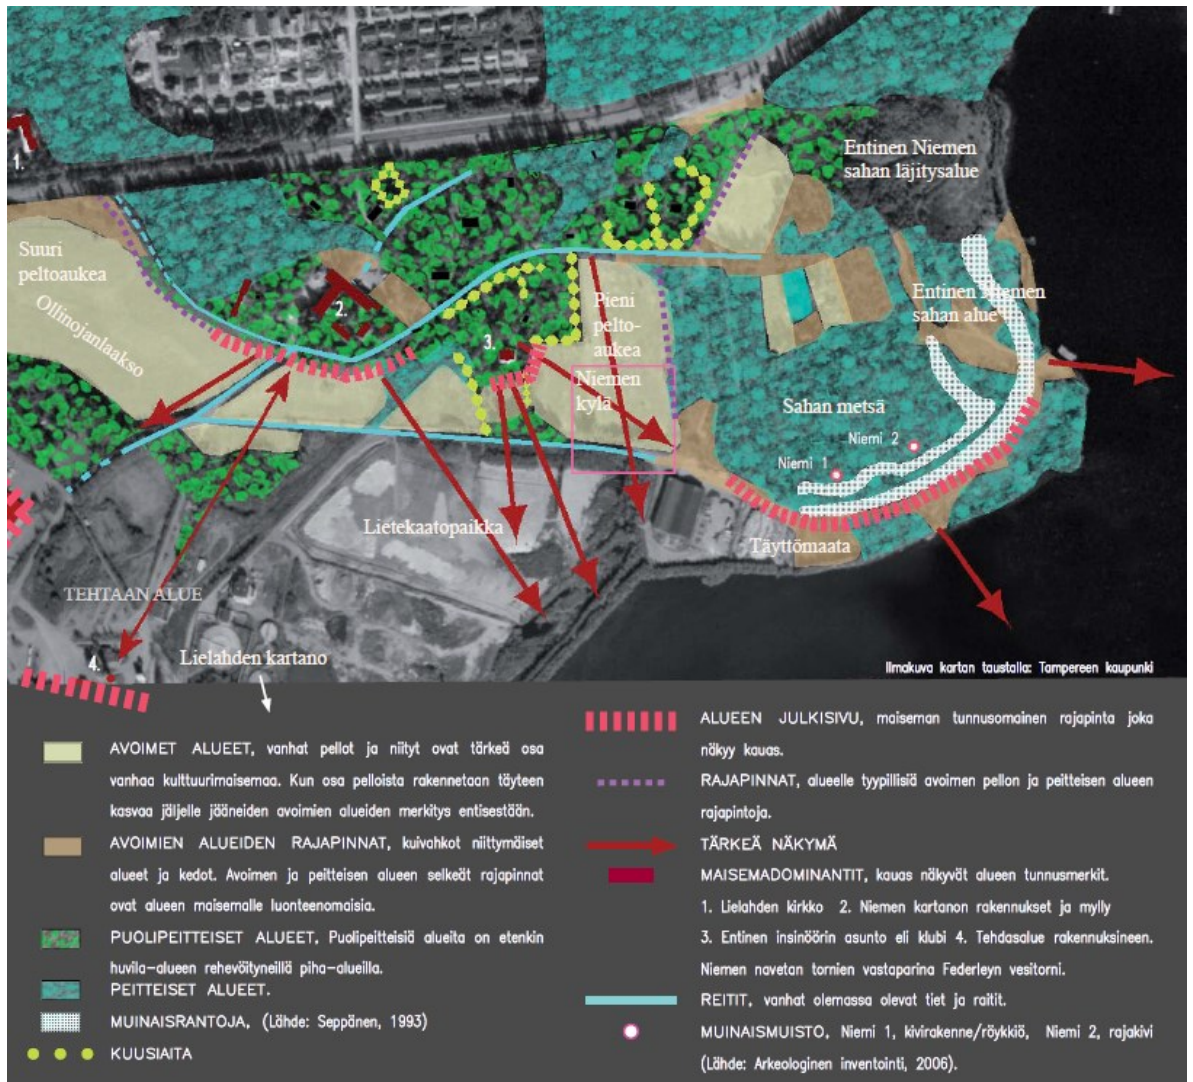 Entinen Niemen
sahan läjitysalue
1.
Suuri
peltoaukea
Ollinojanlaakso
2.
Pieni
pelto-
aukea
Entinen Niemen
sahan alue
3.
Niemen
kylä
Sahan metsä
Niemi 2
Niemi 1
Lietekaatopaikka
Täyttömaata
TEHTAAN ALUE
4.
Lielahden kartano
Ilmakuva kartan taustalla: Tampereen kaupunki
AVOIMET ALUEET, vanhat pellot ja niityt ovat tärkeä osa
vanhaa kulttuurimaisemaa. Kun osa pelloista rakennetaan täyteen
kasvaa jäljelle jääneiden avoimien alueiden merkitys entisestään.
AVOIMIEN ALUEIDEN RAJAPINNAT, kuivahkot niittymäiset
alueet ja kedot. Avoimen ja peitteisen alueen selkeät rajapinnat
ovat alueen maisemalle luonteenomaisia.
PUOLIPEITTEISET ALUEET, Puolipeitteisiä alueita on etenkin
huvila-alueen rehevöityneillä piha-alueilla.
PEITTEISET ALUEET.
MUINAISRANTOJA, (Lähde: Seppänen, 1993)
KUUSIAITA
ALUEEN JULKISIVU, maiseman tunnusomainen rajapinta joka
näkyy kauas.
RAJAPINNAT, alueelle tyypillisiä avoimen pellon ja peitteisen alueen
rajapintoja.
TÄRKEÄ NÄKYMÄ
MAISEMADOMINANTIT, kauas näkyvät alueen tunnusmerkit.
1. Lielahden kirkko 2. Niemen kartanon rakennukset ja mylly
3. Entinen insinöörin asunto eli klubi 4. Tehdasalue rakennuksineen.
Niemen navetan tornien vastaparina Federleyn vesitorni.
REITIT, vanhat olemassa olevat tiet ja raitit.
MUINAISMUISTO, Niemi 1, kivirakenne/röykkiö, Niemi 2, rajakivi
(Lähde: Arkeologinen inventointi, 2006).